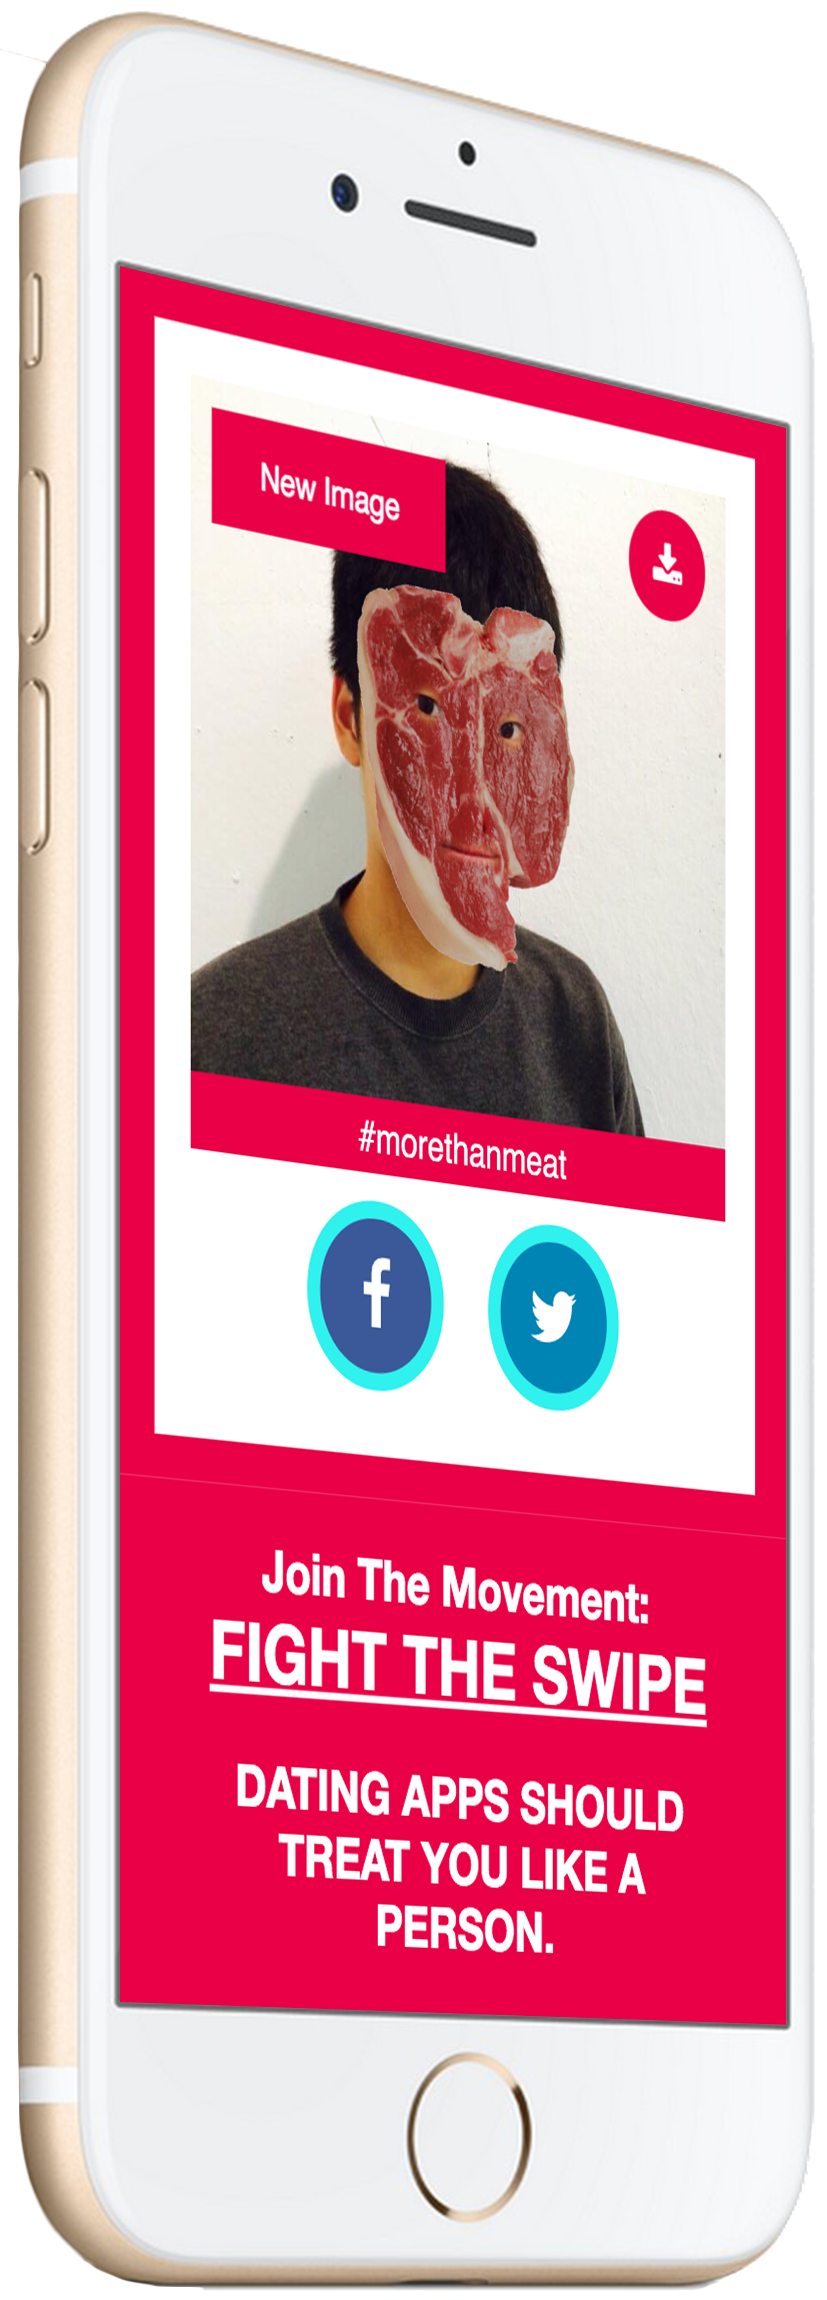 New Image
#morethanmeat
Join The Movement:
FIGHT THE SWIPE
DATING APPS SHOULD
TREAT YOU LIKE A
PERSON.